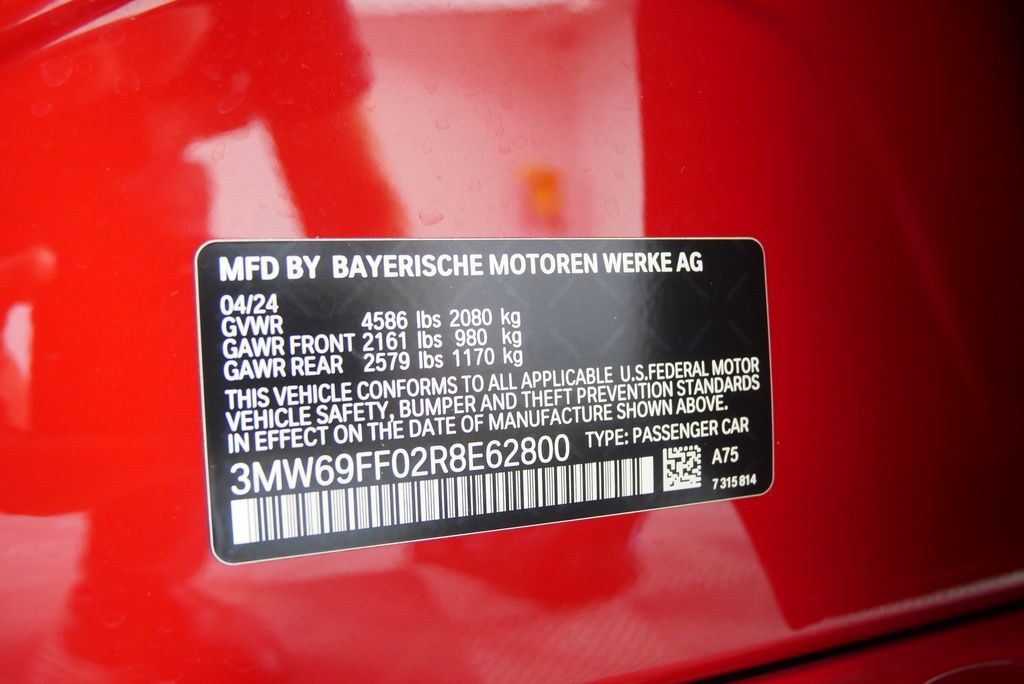 MFD BY BAYERISCHE MOTOREN WERKE AG
04/24
GVWR 4586 lbs 2080 kg
GAWR FRONT 2161 lbs 980 kg
GAWR REAR 2579 lbs 1170 kg
THIS VEHICLE CONFORMS TO ALL APPLICABLE U.S.FEDERAL MOTOR
VEHICLE SAFETY, BUMPER AND THEFT PREVENTION STANDARDS
IN EFFECT ON THE DATE OF MANUFACTURE SHOWN ABOVE.
TYPE: PASSENGER CAR
3MW69FF02R8E62800
A75
7 315 814